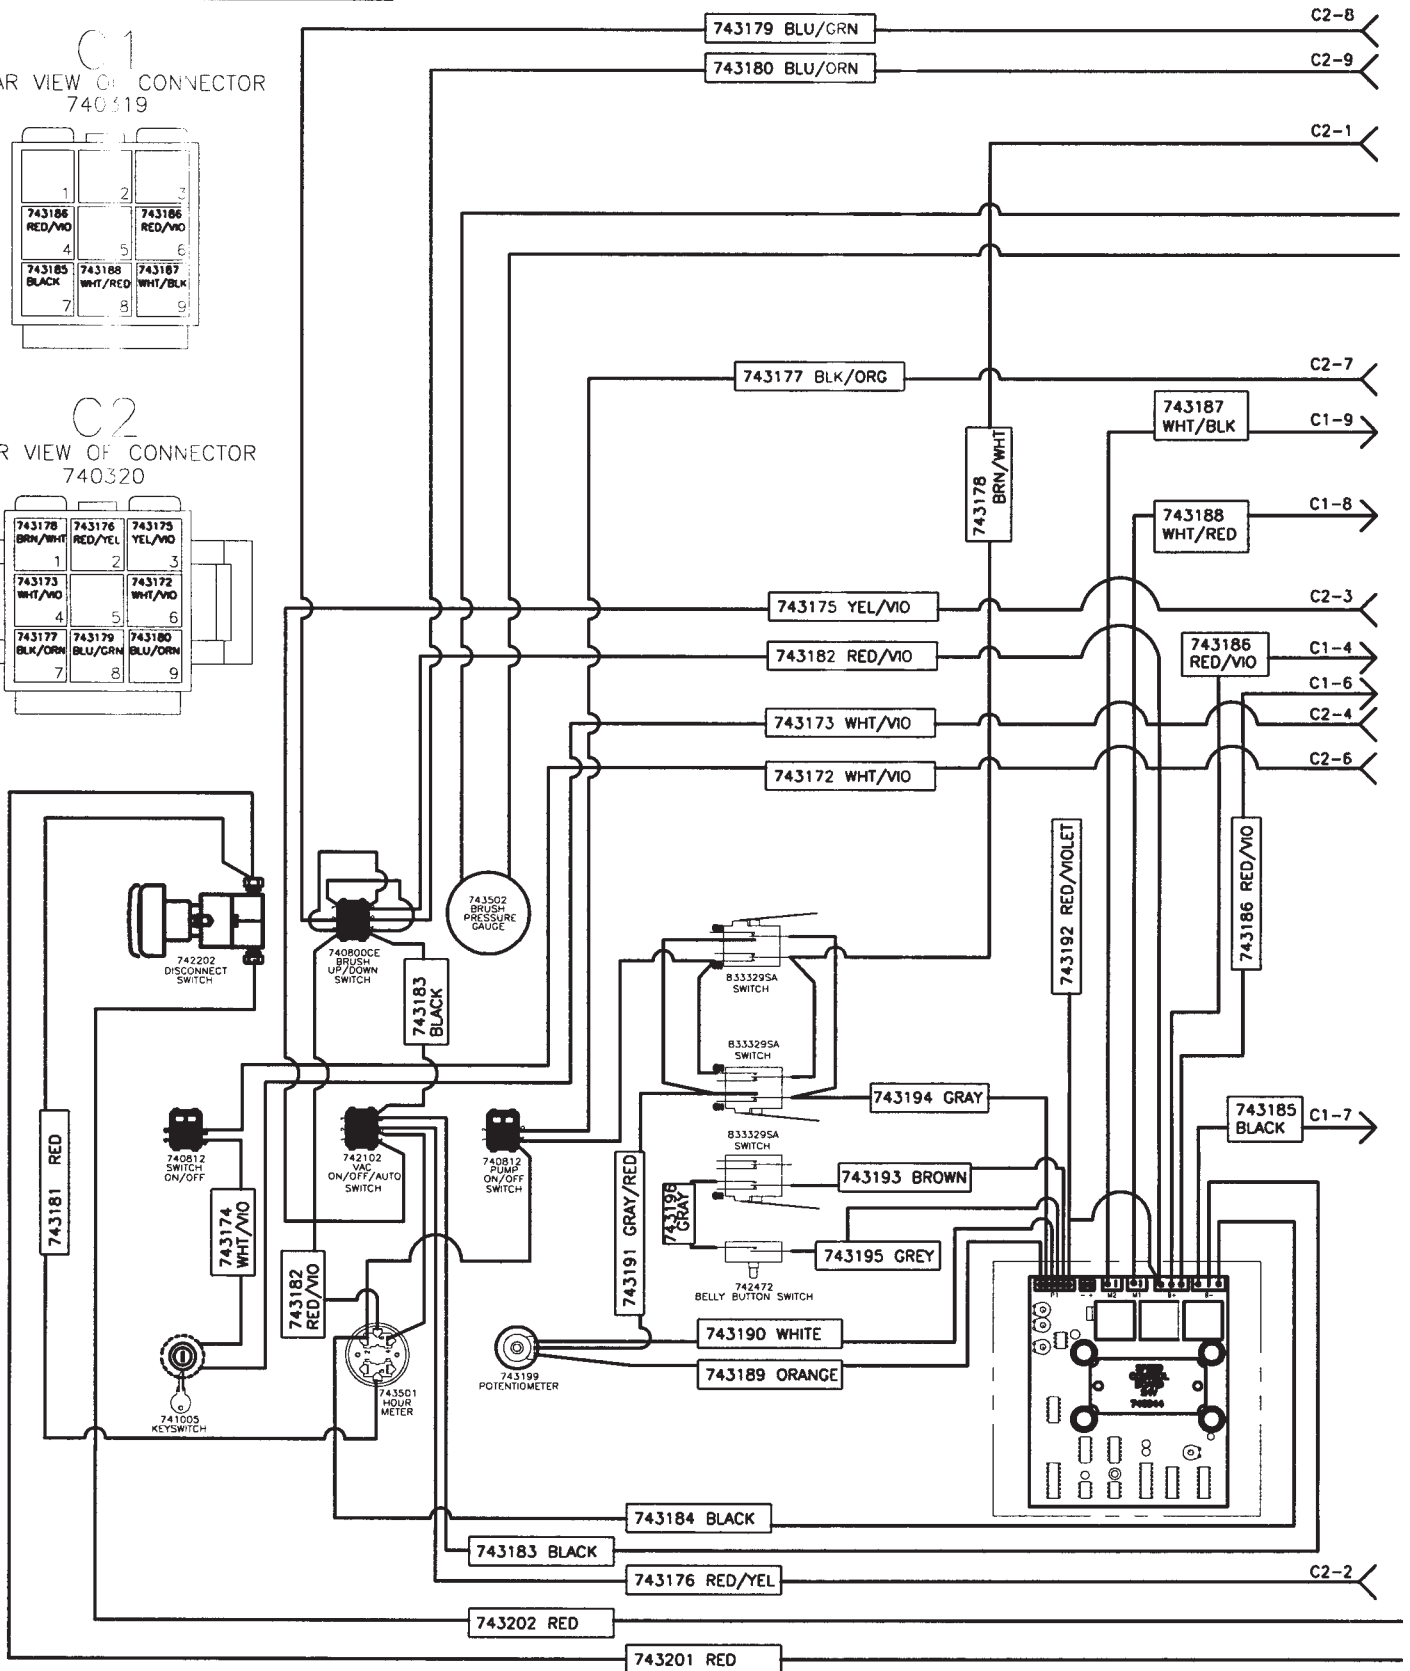 C1
AR VIEW OF CONNECTOR
740319
1
2
3
743186
RED/VIO
4
5
743186
RED/VIO
6
743185
BLACK
7
743188
WHT/RED
8
743187
WHT/BLK
9
C2
R VIEW OF CONNECTOR
740320
743178
BRN/WHT
1
743176
RED/YEL
2
743175
YEL/VIO
3
743173
WHT/VIO
4
5
743172
WHT/VIO
6
743177
BLK/ORN
7
743179
BLU/GRN
8
743180
BLU/ORN
9
743179 BLU/GRN
C2-8
743180 BLU/ORN
C2-9
C2-1
743177 BLK/ORG
C2-7
743187
WHT/BLK
C1-9
743178
BRN/WHT
743188
WHT/RED
C1-8
743175 YEL/VIO
C2-3
743182 RED/VIO
743186
RED/VIO
C1-4
C1-6
743173 WHT/VIO
C2-4
743172 WHT/VIO
C2-6
743192 RED/VIOLET
743186 RED/VIO
742202
DISCONNECT
SWITCH
740800CE
BRUSH
UP/DOWN
SWITCH
743183
BLACK
743502
BRUSH
PRESSURE
GAUGE
833329SA
SWITCH
833329SA
SWITCH
743194 GRAY
743185
BLACK
C1-7
743181 RED
740812
SWITCH
ON/OFF
742102
VAC
ON/OFF/AUTO
SWITCH
740812
PUMP
ON/OFF
SWITCH
833329SA
SWITCH
743193 BROWN
743196
GRAY
743191 GRAY/RED
743174
WHT/VIO
743182
RED/VIO
743195 GREY
742472
BELLY BUTTON SWITCH
P1
- +
M2
M1
B+
B-
743190 WHITE
743189 ORANGE
741005
KEYSWITCH
743501
HOUR
METER
743199
POTENTIOMETER
SPEED
CONTROL
24V
743184 BLACK
743183 BLACK
743176 RED/YEL
C2-2
743202 RED
743201 RED